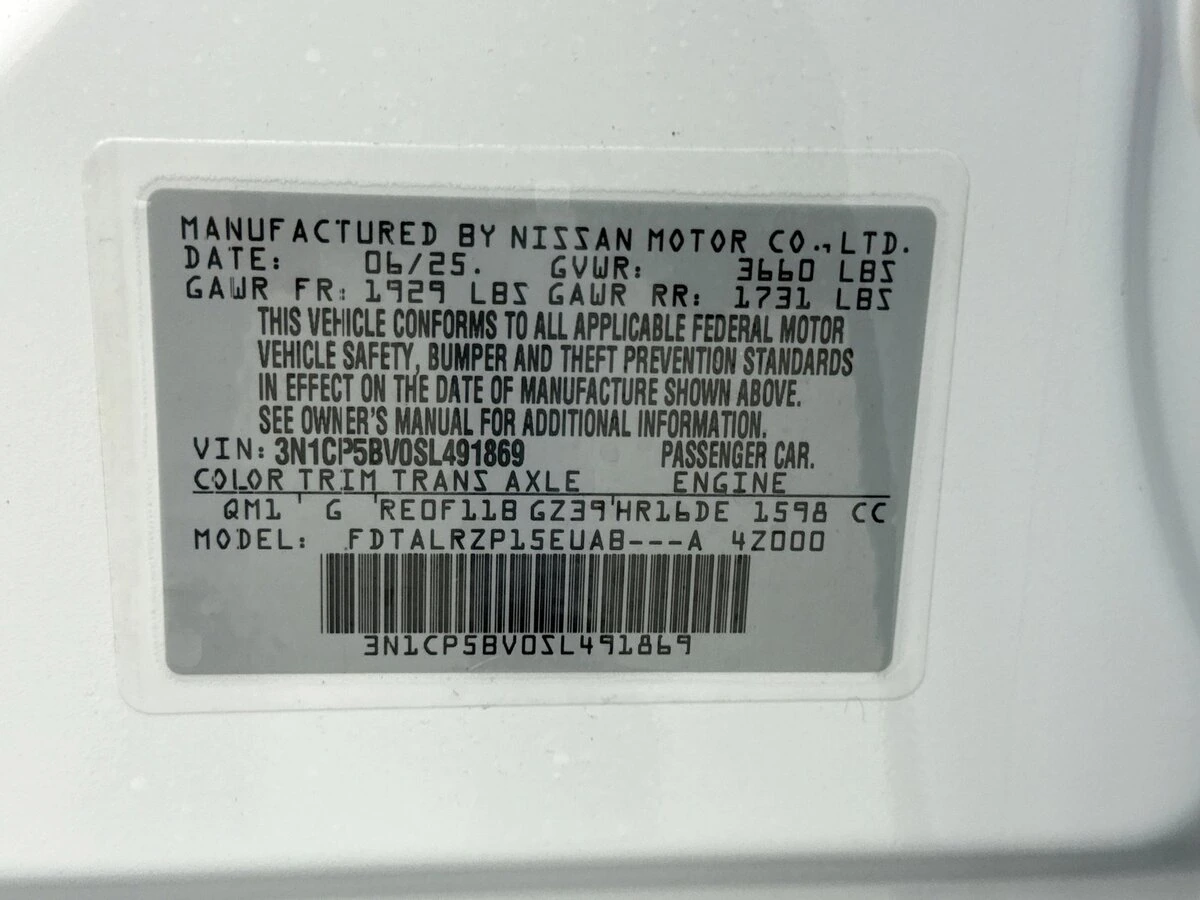 MANUFACTURED BY NISSAN MOTOR CO., LTD.
DATE: 06/25. GVWR: 3660 LBS
GAWR FR: 1929 LBS GAWR RR: 1731 LBS
THIS VEHICLE CONFORMS TO ALL APPLICABLE FEDERAL MOTOR
VEHICLE SAFETY, BUMPER AND THEFT PREVENTION STANDARDS
IN EFFECT ON THE DATE OF MANUFACTURE SHOWN ABOVE.
SEE OWNER'S MANUAL FOR ADDITIONAL INFORMATION.
VIN: 3N1CP5BV0SL491869 PASSENGER CAR.
COLOR TRIM TRANS AXLE ENGINE
QM1 G RE0F11B GZ39 HR16DE 1598 CC
MODEL: FDTALRZP15EUAB---A 4Z000
3N1CP5BV0SL491869